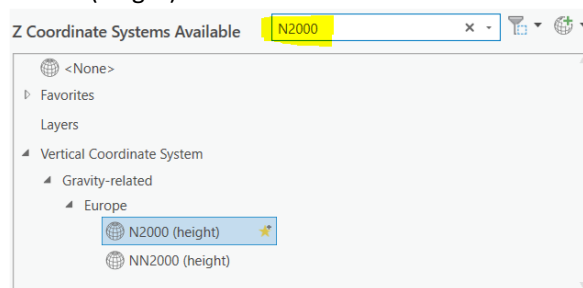 Z Coordinate Systems Available N2000
<None>
Favorites
Layers
Vertical Coordinate System
Gravity-related
Europe
N2000 (height)
NN2000 (height)